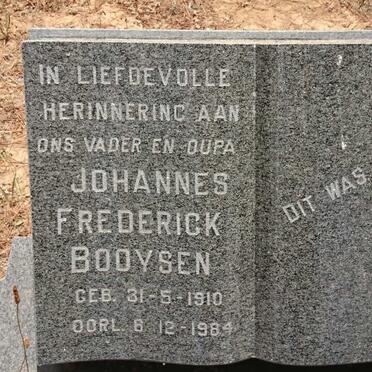 IN LIEFDEVOLLE
HERINNERING AAN
ONS VADER EN OUPA
JOHANNES
FREDERICK
BOOYSEN
GEB. 31-5-1910
OORL. 6-12-1984
DIT WAS